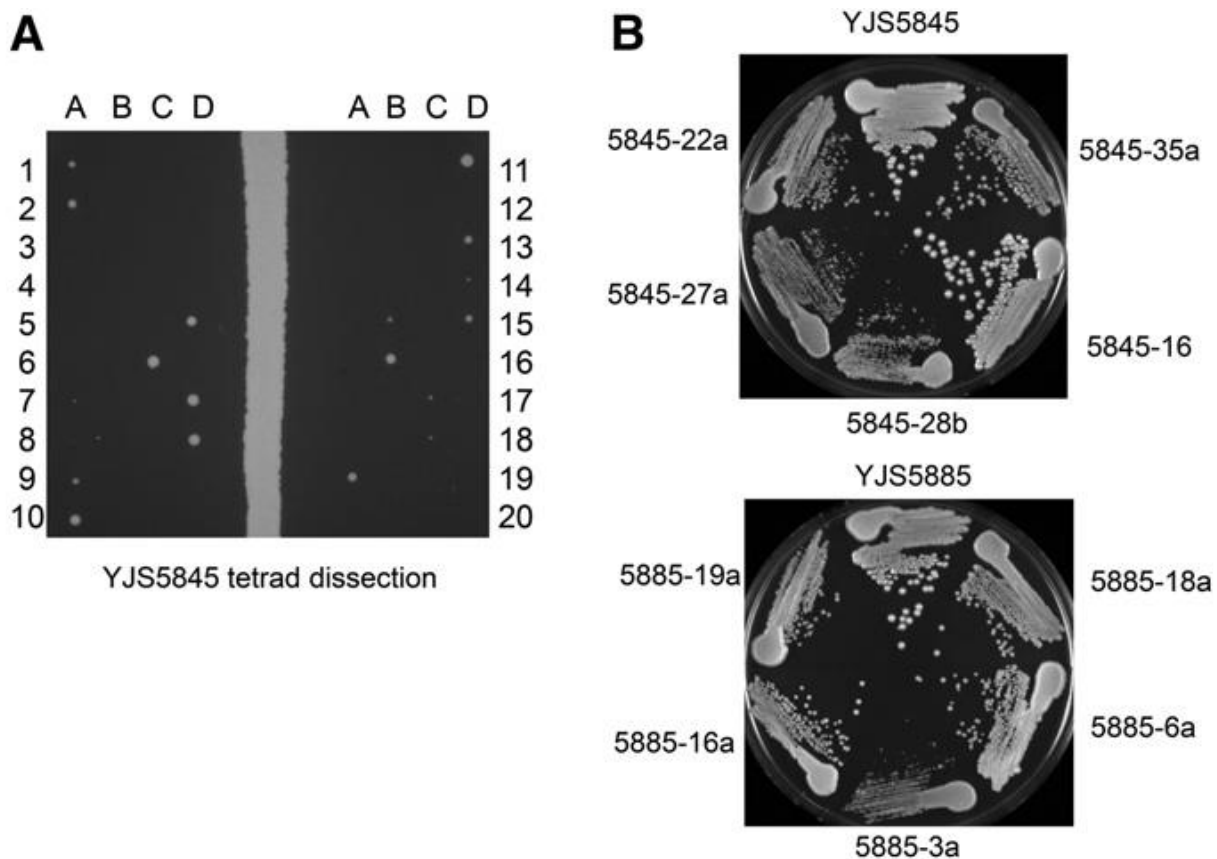 A
A B C D A B C D
1 11
2 12
3 13
4 14
5 15
6 16
7 17
8 18
9 19
10 20
YJS5845 tetrad dissection
B
YJS5845
5845-22a 5845-35a
5845-27a 5845-16
5845-28b
YJS5885
5885-19a 5885-18a
5885-16a 5885-6a
5885-3a